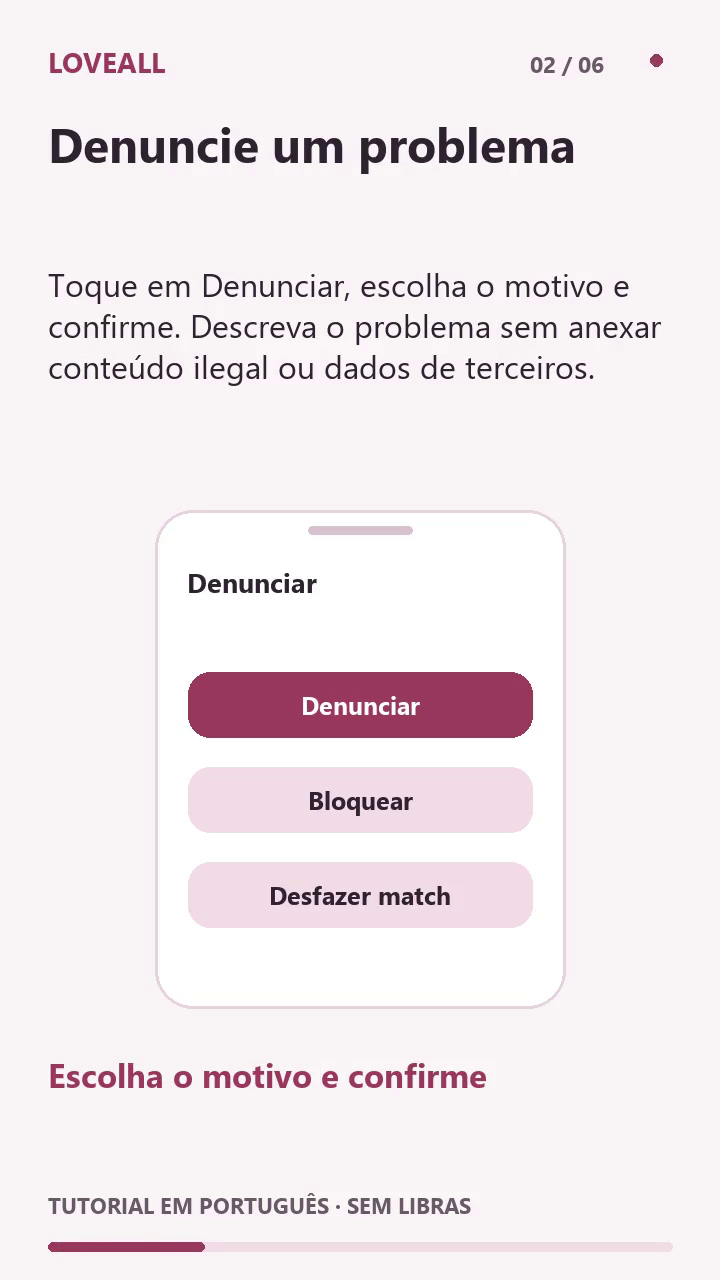 LOVEALL
02 / 06
Denuncie um problema
Toque em Denunciar, escolha o motivo e
confirme. Descreva o problema sem anexar
conteúdo ilegal ou dados de terceiros.
Denunciar
Denunciar
Bloquear
Desfazer match
Escolha o motivo e confirme
TUTORIAL EM PORTUGUÊS · SEM LIBRAS